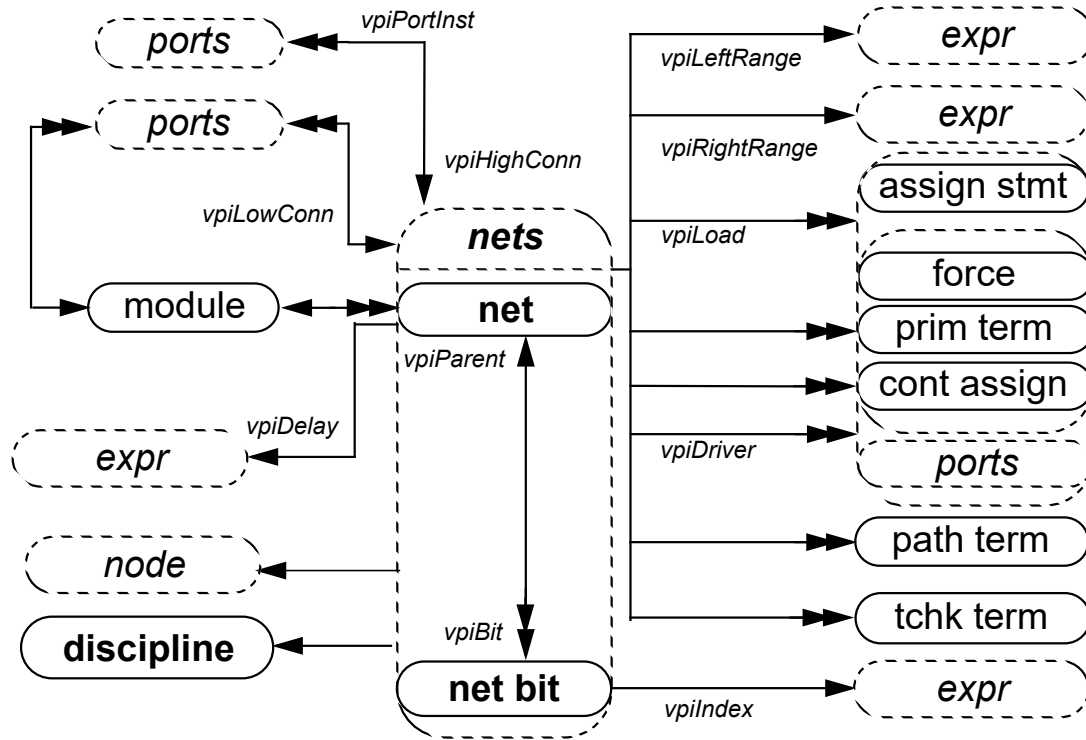 vpiPortInst
ports
expr
vpiLeftRange
ports
expr
vpiHighConn
vpiRightRange
assign stmt
vpiLowConn
nets
vpiLoad
force
module
net
prim term
vpiParent
cont assign
vpiDelay
expr
vpiDriver
ports
node
path term
discipline
vpiBit
tchk term
net bit
vpiIndex
expr